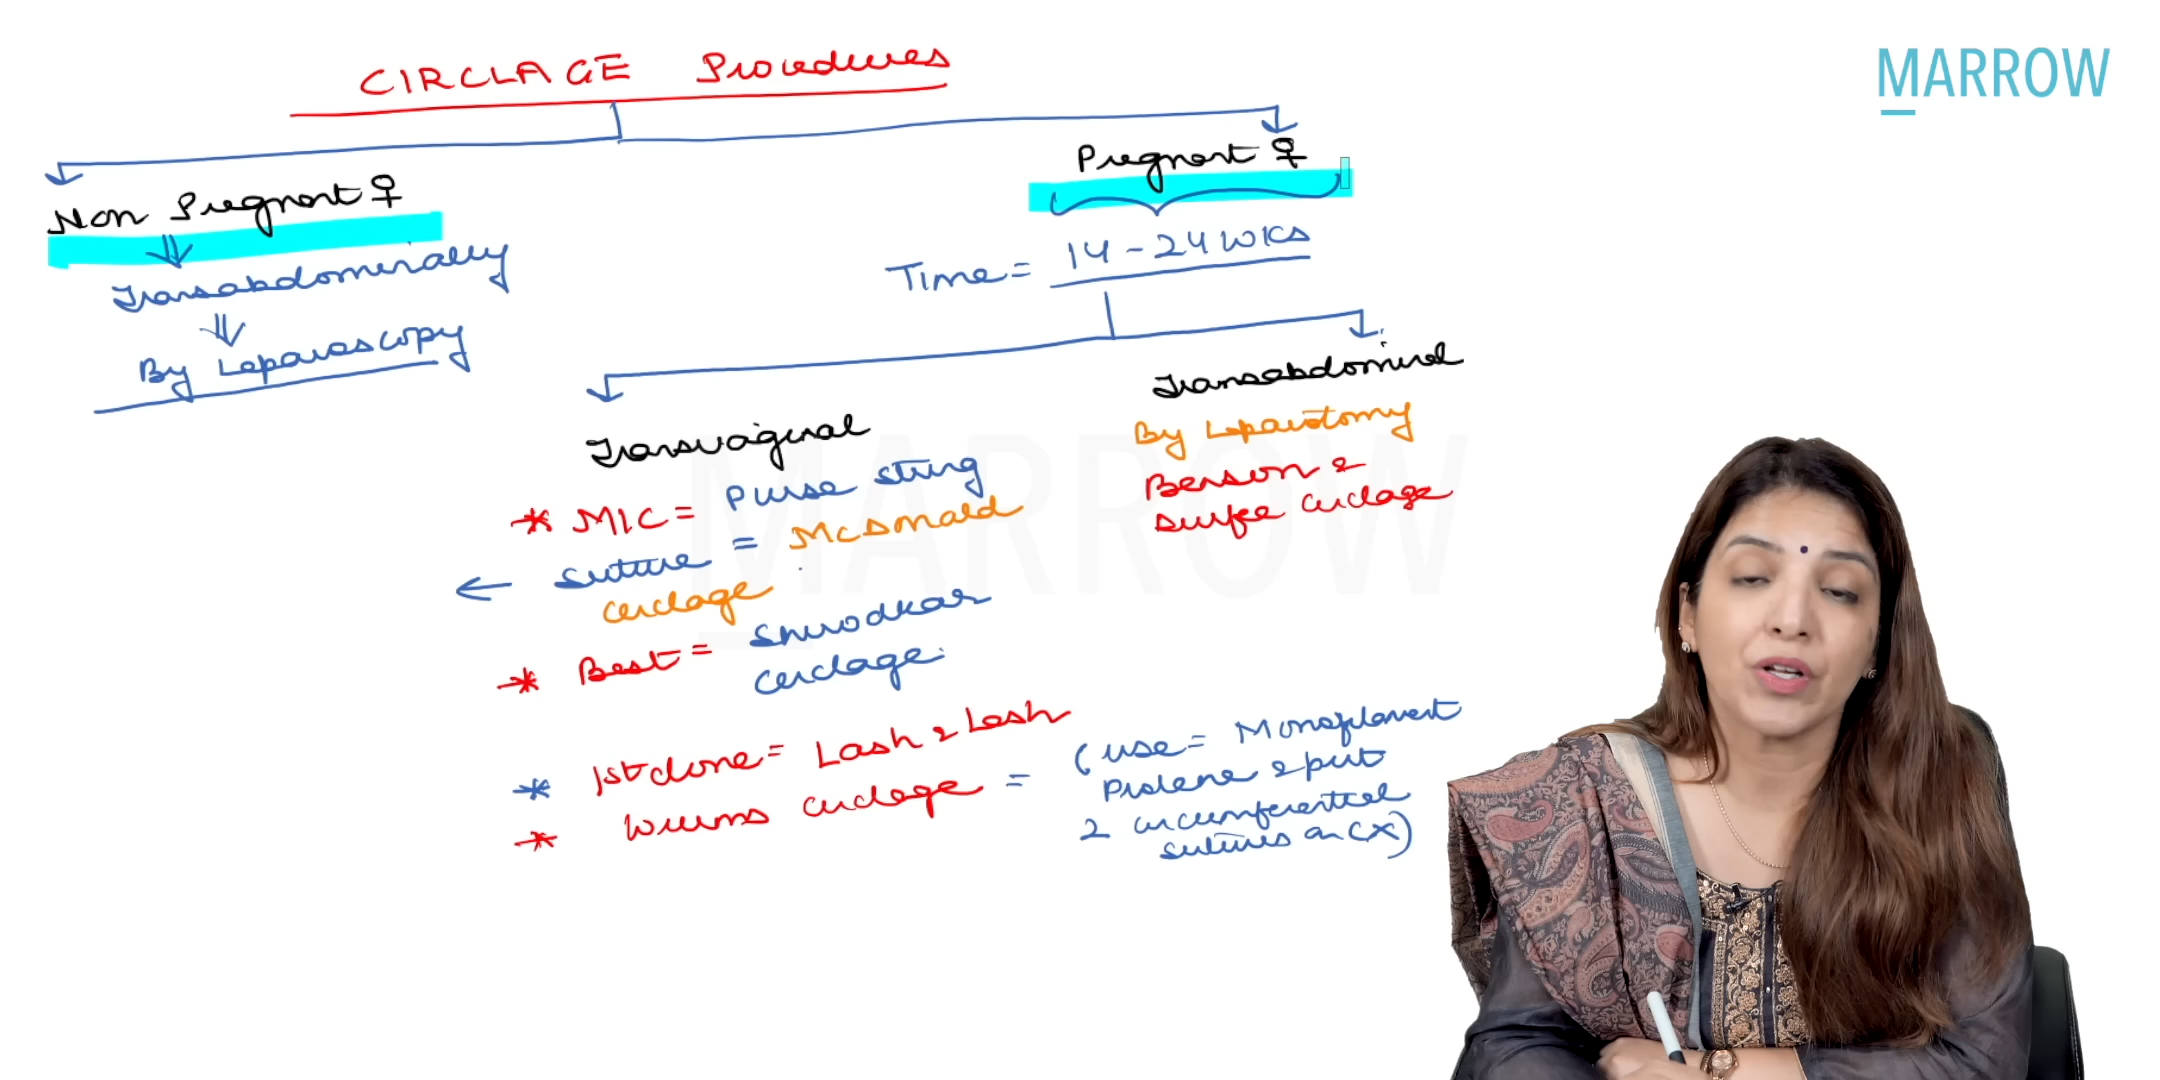 MARROW
CIRCLAGE Procedures
Non Pregnant ♀
Transabdominally
By Laparoscopy
Pregnant ♀
Time = 14 - 24 WKS
Transvaginal
* MIC = Purse string
← suture = McDonald
cerclage
* Best = Shirodkar
cerclage.
* 1st done = Lash & Lash
* Wurms cerclage = (use = Monofilament
Prolene & put
2 circumferential
sutures on CX)
Transabdominal
By Laparotomy
Benson &
Durfee cerclage
MARROW